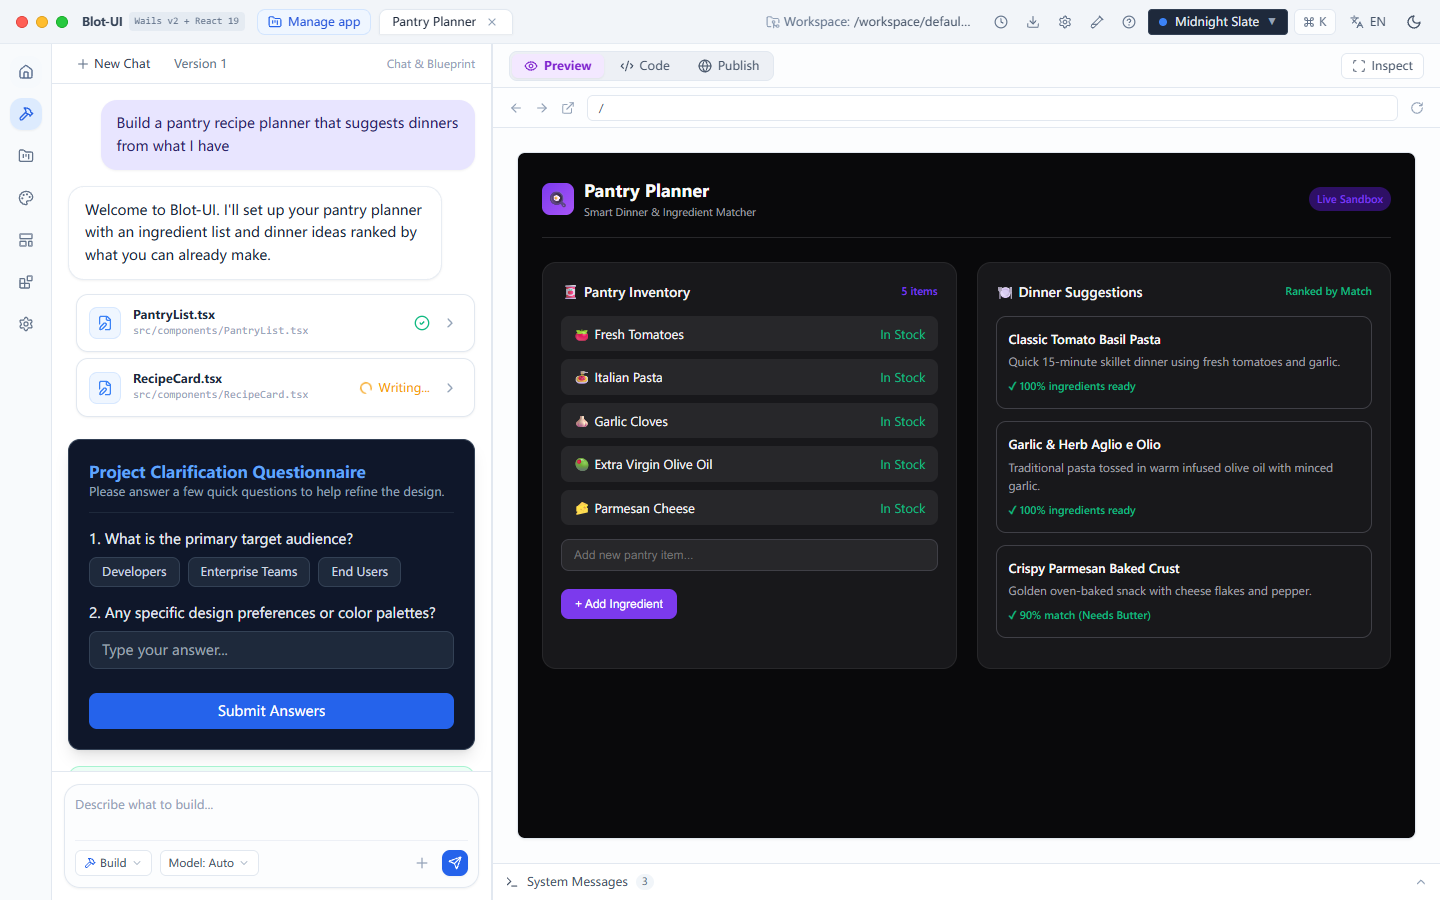 Blot-UI
Wails v2 + React 19
Manage app
Pantry Planner
Workspace: /workspace/defaul...
Midnight Slate
⌘ K
EN
New Chat
Version 1
Chat & Blueprint
Build a pantry recipe planner that suggests dinners
from what I have
Welcome to Blot-UI. I'll set up your pantry planner
with an ingredient list and dinner ideas ranked by
what you can already make.
PantryList.tsx
src/components/PantryList.tsx
RecipeCard.tsx
src/components/RecipeCard.tsx
Writing...
Project Clarification Questionnaire
Please answer a few quick questions to help refine the design.
1. What is the primary target audience?
Developers
Enterprise Teams
End Users
2. Any specific design preferences or color palettes?
Type your answer...
Submit Answers
Describe what to build...
Build
Model: Auto
Preview
Code
Publish
Inspect
/
Pantry Planner
Smart Dinner & Ingredient Matcher
Live Sandbox
Pantry Inventory
5 items
Fresh Tomatoes
In Stock
Italian Pasta
In Stock
Garlic Cloves
In Stock
Extra Virgin Olive Oil
In Stock
Parmesan Cheese
In Stock
Add new pantry item...
+ Add Ingredient
Dinner Suggestions
Ranked by Match
Classic Tomato Basil Pasta
Quick 15-minute skillet dinner using fresh tomatoes and garlic.
✓ 100% ingredients ready
Garlic & Herb Aglio e Olio
Traditional pasta tossed in warm infused olive oil with minced
garlic.
✓ 100% ingredients ready
Crispy Parmesan Baked Crust
Golden oven-baked snack with cheese flakes and pepper.
✓ 90% match (Needs Butter)
System Messages
3